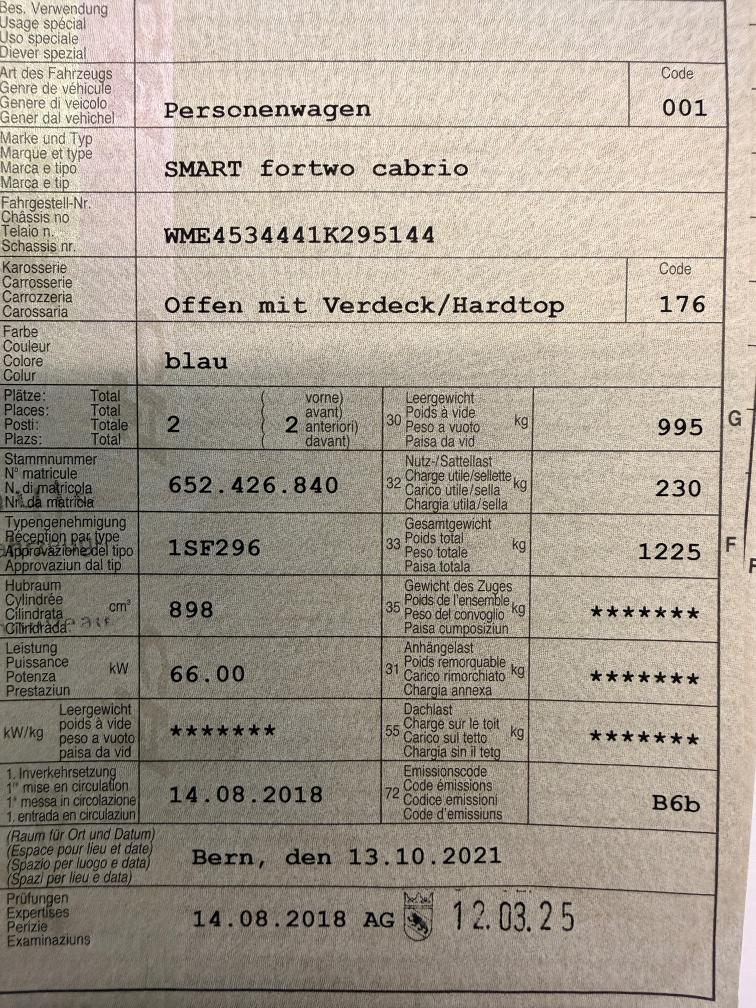 Bes. Verwendung
Usage spécial
Uso speciale
Diever spezial
Art des Fahrzeugs
Genre de véhicule
Genere di veicolo
Gener dal vehichel
Personenwagen
Code
001
Marke und Typ
Marque et type
Marca e tipo
Marca e tip
SMART fortwo cabrio
Fahrgestell-Nr.
Châssis no
Telaio n.
Schassis nr.
WME4534441K295144
Karosserie
Carrosserie
Carrozzeria
Carossaria
Offen mit Verdeck/Hardtop
Code
176
Farbe
Couleur
Colore
Colur
blau
Plätze: Total
Places: Total
Posti: Totale
Plazs: Total
2
( vorne)
( avant)
( 2 anteriori)
( davant)
30
Leergewicht
Poids à vide
Peso a vuoto
Paisa da vid
kg
995
G
Stammnummer
N° matricule
N. di matricola
Nr. da matricla
652.426.840
32
Nutz-/Sattellast
Charge utile/sellette
Carico utile/sella
Chargia utila/sella
kg
230
Typengenehmigung
Réception par type
Approvazione del tipo
Approvaziun dal tip
1SF296
33
Gesamtgewicht
Poids total
Peso totale
Paisa totala
kg
1225
F
Hubraum
Cylindrée
Cilindrata
Cilindrada
cm³
898
35
Gewicht des Zuges
Poids de l'ensemble
Peso del convoglio
Paisa cumposiziun
kg
*******
Leistung
Puissance
Potenza
Prestaziun
kW
66.00
31
Anhängelast
Poids remorquable
Carico rimorchiato
Chargia annexa
kg
*******
kW/kg
Leergewicht
poids à vide
peso a vuoto
paisa da vid
*******
55
Dachlast
Charge sur le toit
Carico sul tetto
Chargia sin il tetg
kg
*******
1. Inverkehrsetzung
1re mise en circulation
1a messa in circolazione
1. entrada en circulaziun
14.08.2018
72
Emissionscode
Code émissions
Codice emissioni
Code d'emissiuns
B6b
(Raum für Ort und Datum)
(Espace pour lieu et date)
(Spazio per luogo e data)
(Spazi per lieu e data)
Bern, den 13.10.2021
Prüfungen
Expertises
Perizie
Examinaziuns
14.08.2018 AG
12.03.25